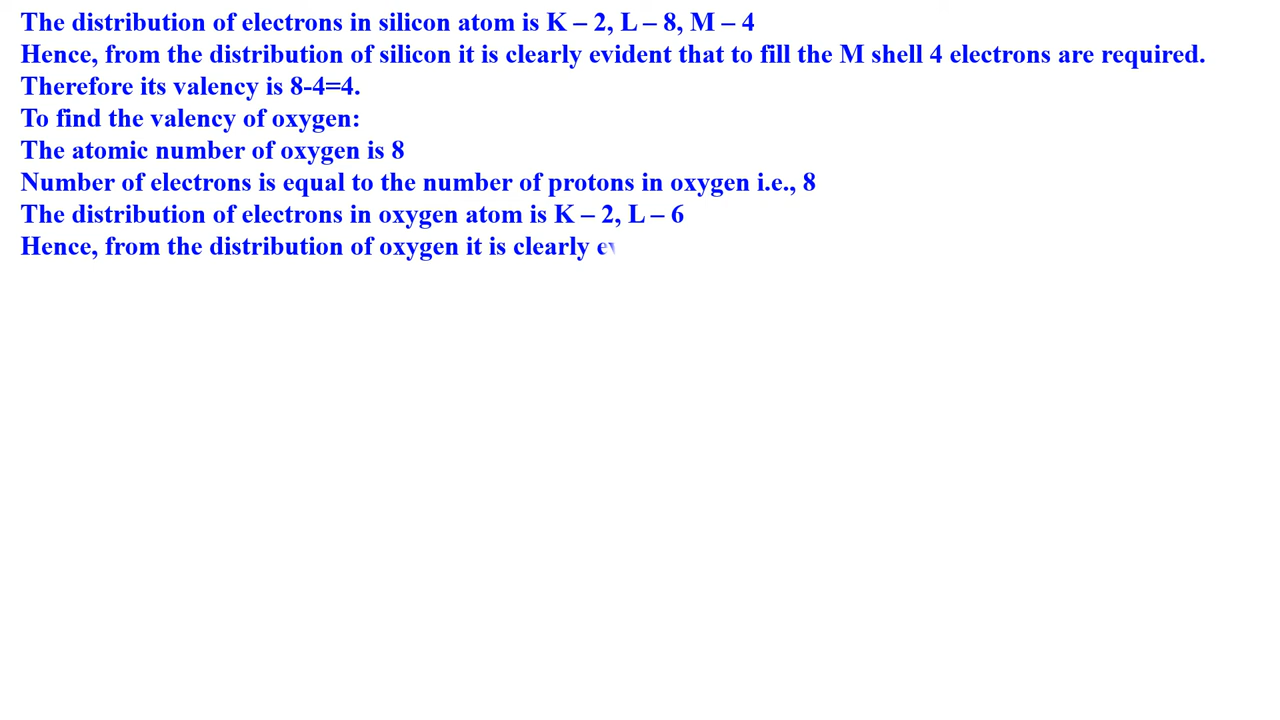 The distribution of electrons in silicon atom is K – 2, L – 8, M – 4
Hence, from the distribution of silicon it is clearly evident that to fill the M shell 4 electrons are required.
Therefore its valency is 8-4=4.
To find the valency of oxygen:
The atomic number of oxygen is 8
Number of electrons is equal to the number of protons in oxygen i.e., 8
The distribution of electrons in oxygen atom is K – 2, L – 6
Hence, from the distribution of oxygen it is clearly